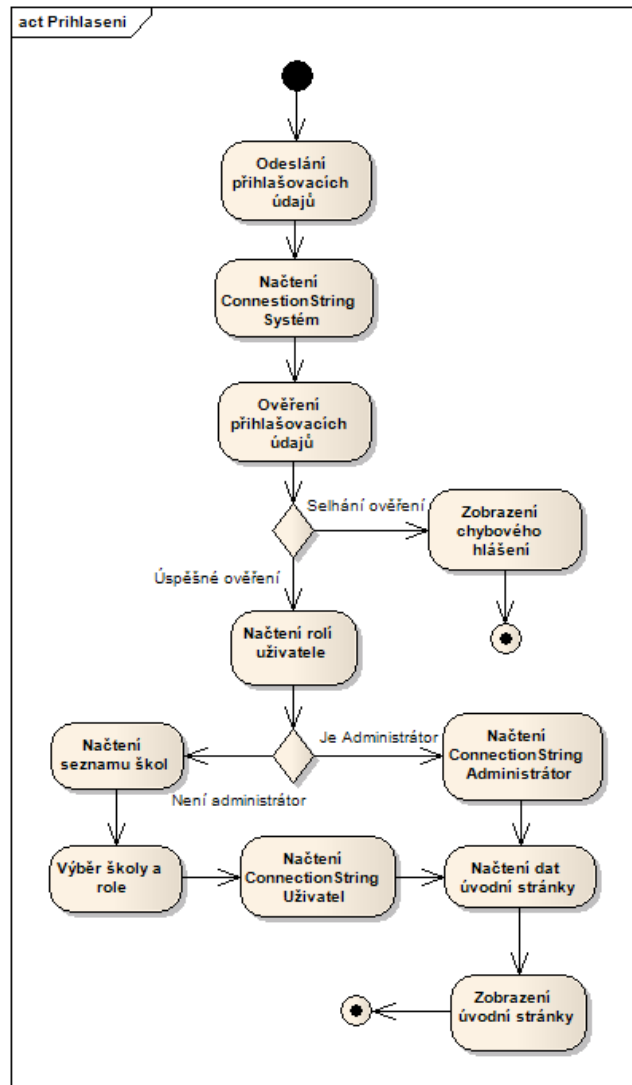 act Prihlaseni
Odeslání
přihlašovacích
údajů
Načtení
ConnestionString
Systém
Ověření
přihlašovacích
údajů
Selhání ověření
Zobrazení
chybového
hlášení
Úspěšné ověření
Načtení rolí
uživatele
Je Administrátor
Načtení
ConnectionString
Administrátor
Načtení
seznamu škol
Není administrátor
Výběr školy a
role
Načtení
ConnectionString
Uživatel
Načtení dat
úvodní stránky
Zobrazení
úvodní stránky